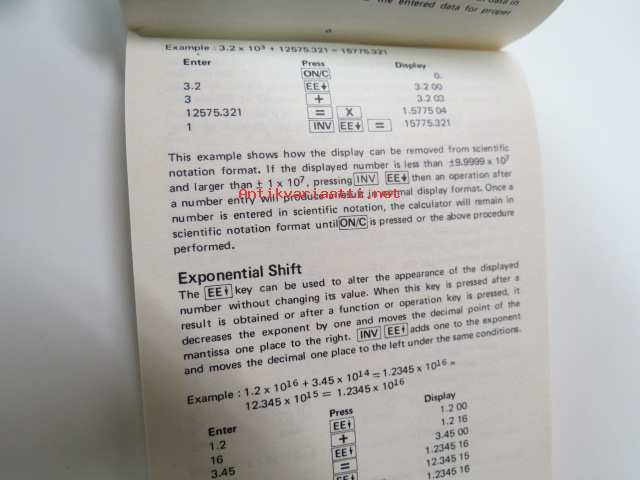 of data in
the entered data for proper
Example : 3.2 x 10³ + 12575.321 = 15775.321
Enter Press Display
ON/C 0.
3.2 EE↓ 3.2 00
3 + 3.2 03
12575.321 = X 1.5775 04
1 INV EE↓ = 15775.321
This example shows how the display can be removed from scientific
notation format. If the displayed number is less than ±9.9999 x 10⁷
and larger than ± 1 x 10⁷, pressing INV EE↓ then an operation after
a number entry will produce a result in normal display format. Once a
number is entered in scientific notation, the calculator will remain in
scientific notation format until ON/C is pressed or the above procedure
performed.
Antikvariantti.net
Exponential Shift
The EE↓ key can be used to alter the appearance of the displayed
number without changing its value. When this key is pressed after a
result is obtained or after a function or operation key is pressed, it
decreases the exponent by one and moves the decimal point of the
mantissa one place to the right. INV EE↓ adds one to the exponent
and moves the decimal one place to the left under the same conditions.
Example : 1.2 x 10¹⁶ + 3.45 x 10¹⁴ = 1.2345 x 10¹⁶ =
12.345 x 10¹⁵ = 1.2345 x 10¹⁶
Enter Press Display
1.2 EE↓ 1.2 00
16 + 1.2 16
3.45 EE↓ 3.45 00
= 1.2345 16
EE↓ 12.345 15
1.2345 16